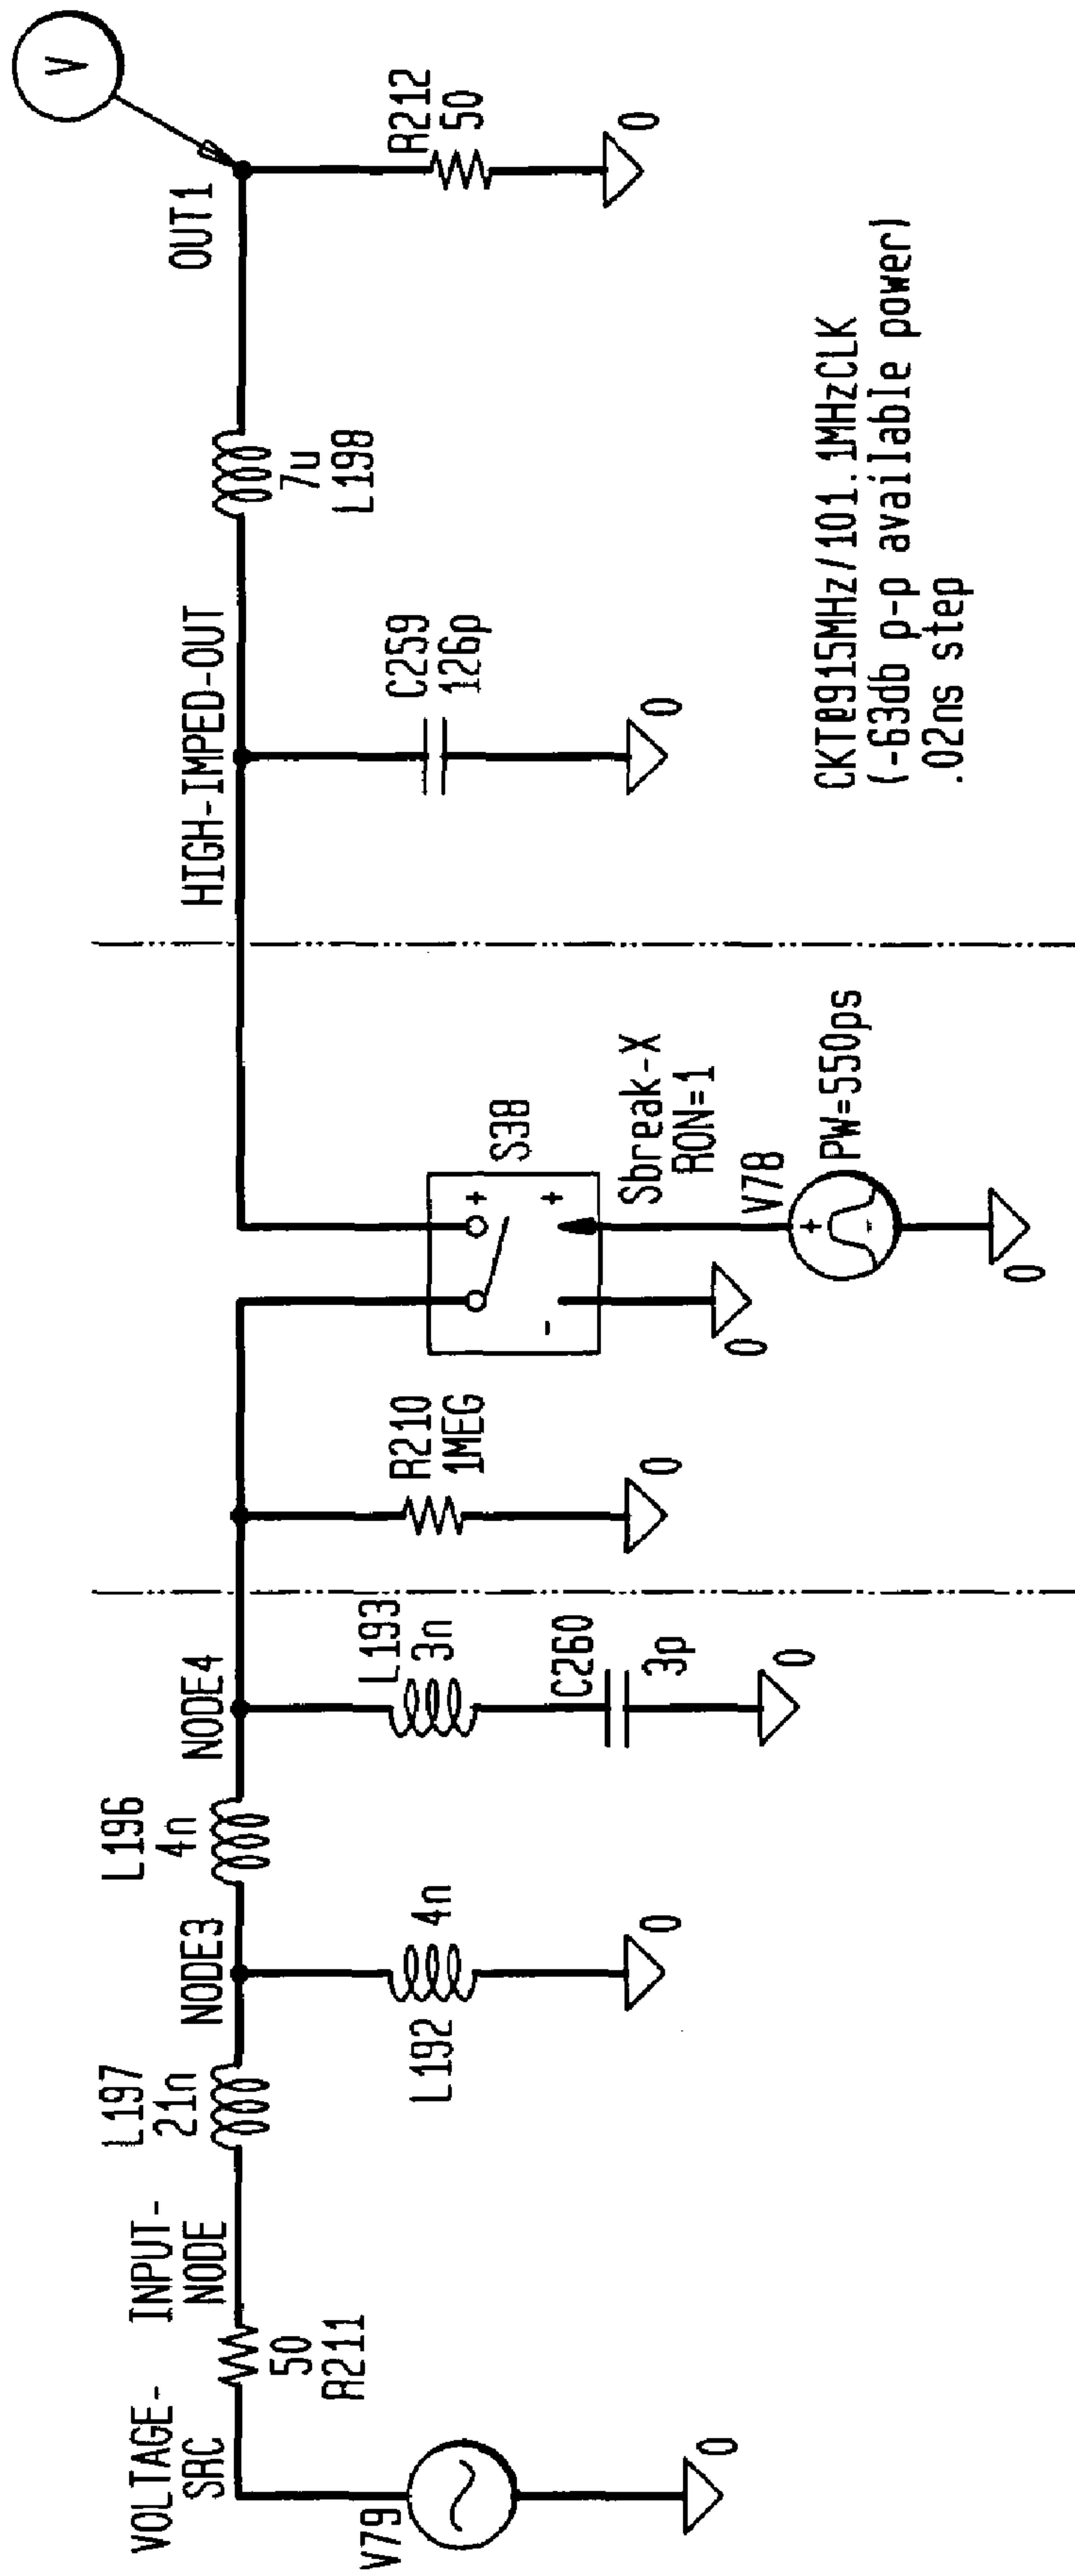 VOLTAGE-
SRC
V79
0
50
R211
INPUT-
NODE
L197
21n
NODE3
L192
4n
0
L196
4n
NODE4
L193
3n
C260
3p
0
R210
1MEG
0
S38
+
+
-
0
Sbreak-X
RON=1
V78
+
-
PW=550ps
0
HIGH-IMPED-OUT
C259
126p
0
7u
L198
OUT1
V
R212
50
0
CKT@915MHz/101.1MHzCLK
(-63db p-p available power)
.02ns step